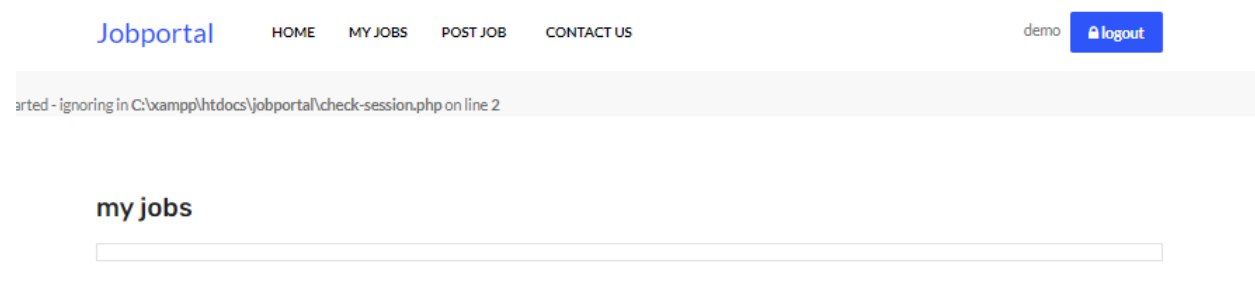 Jobportal HOME MY JOBS POST JOB CONTACT US demo logout
arted - ignoring in C:\xampp\htdocs\jobportal\check-session.php on line 2
my jobs